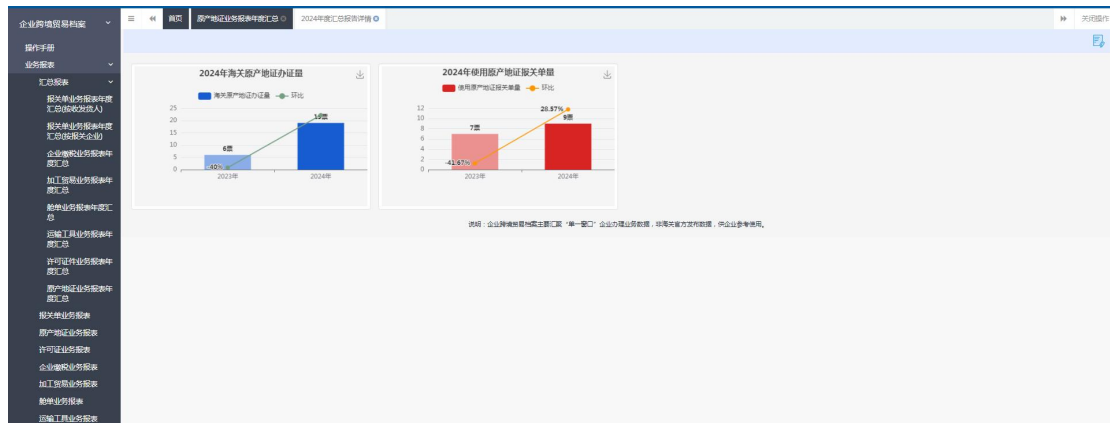 企业跨境贸易档案
首页
原产地证业务报表年度汇总
2024年度汇总报告详情
关闭操作
操作手册
业务报表
汇总报表
报关单业务报表年度
汇总(按收发货人)
报关单业务报表年度
汇总(按报关企业)
企业缴税业务报表年
度汇总
加工贸易业务报表年
度汇总
舱单业务报表年度汇
总
运输工具业务报表年
度汇总
许可证件业务报表年
度汇总
原产地证业务报表年
度汇总
报关单业务报表
原产地证业务报表
许可证业务报表
企业缴税业务报表
加工贸易业务报表
舱单业务报表
运输工具业务报表
2024年海关原产地证办证量
海关原产地证办证量 环比
25
20
15
10
5
0
6票
-40%
19票
2023年 2024年
2024年使用原产地证报关单量
使用原产地证报关单量 环比
12
10
8
6
4
2
0
7票
-41.67%
28.57%
9票
2023年 2024年
说明：企业跨境贸易档案主要汇聚“单一窗口”企业办理业务数据，非海关官方发布数据，供企业参考使用。